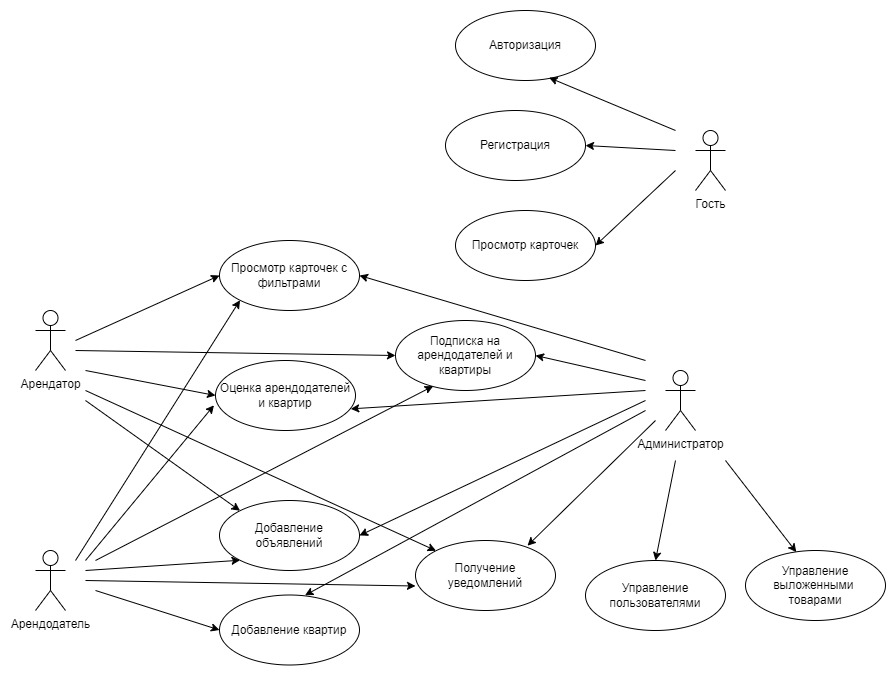 Авторизация
Регистрация
Гость
Просмотр карточек
Просмотр карточек с
фильтрами
Подписка на
арендодателей и
квартиры
Арендатор
Оценка арендодателей
и квартир
Администратор
Добавление
объявлений
Получение
уведомлений
Управление
пользователями
Управление
выложенными
товарами
Арендодатель
Добавление квартир